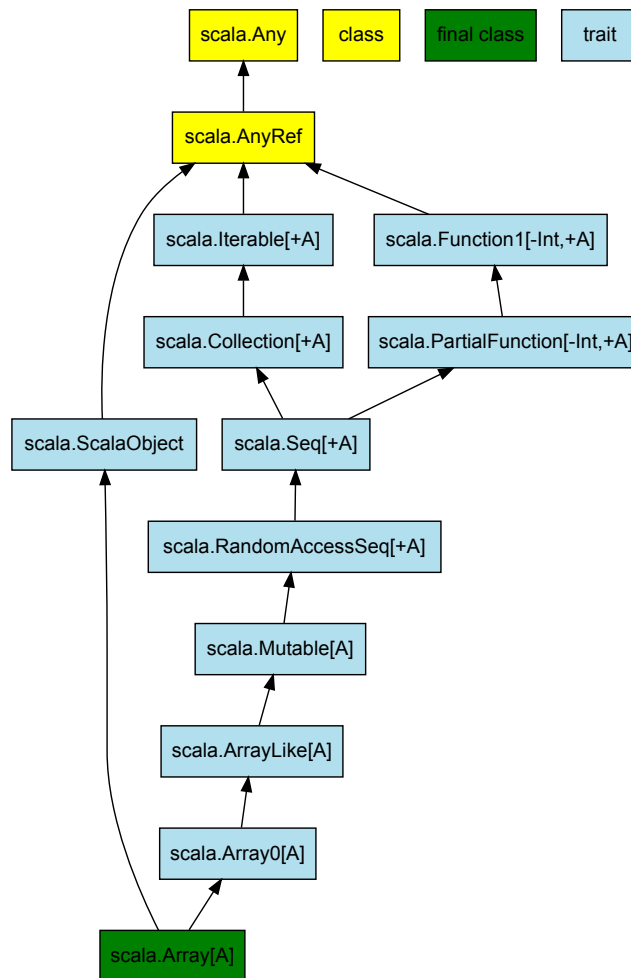 scala.Any
class
final class
trait
scala.AnyRef
scala.Iterable[+A]
scala.Function1[-Int,+A]
scala.Collection[+A]
scala.PartialFunction[-Int,+A]
scala.ScalaObject
scala.Seq[+A]
scala.RandomAccessSeq[+A]
scala.Mutable[A]
scala.ArrayLike[A]
scala.Array0[A]
scala.Array[A]